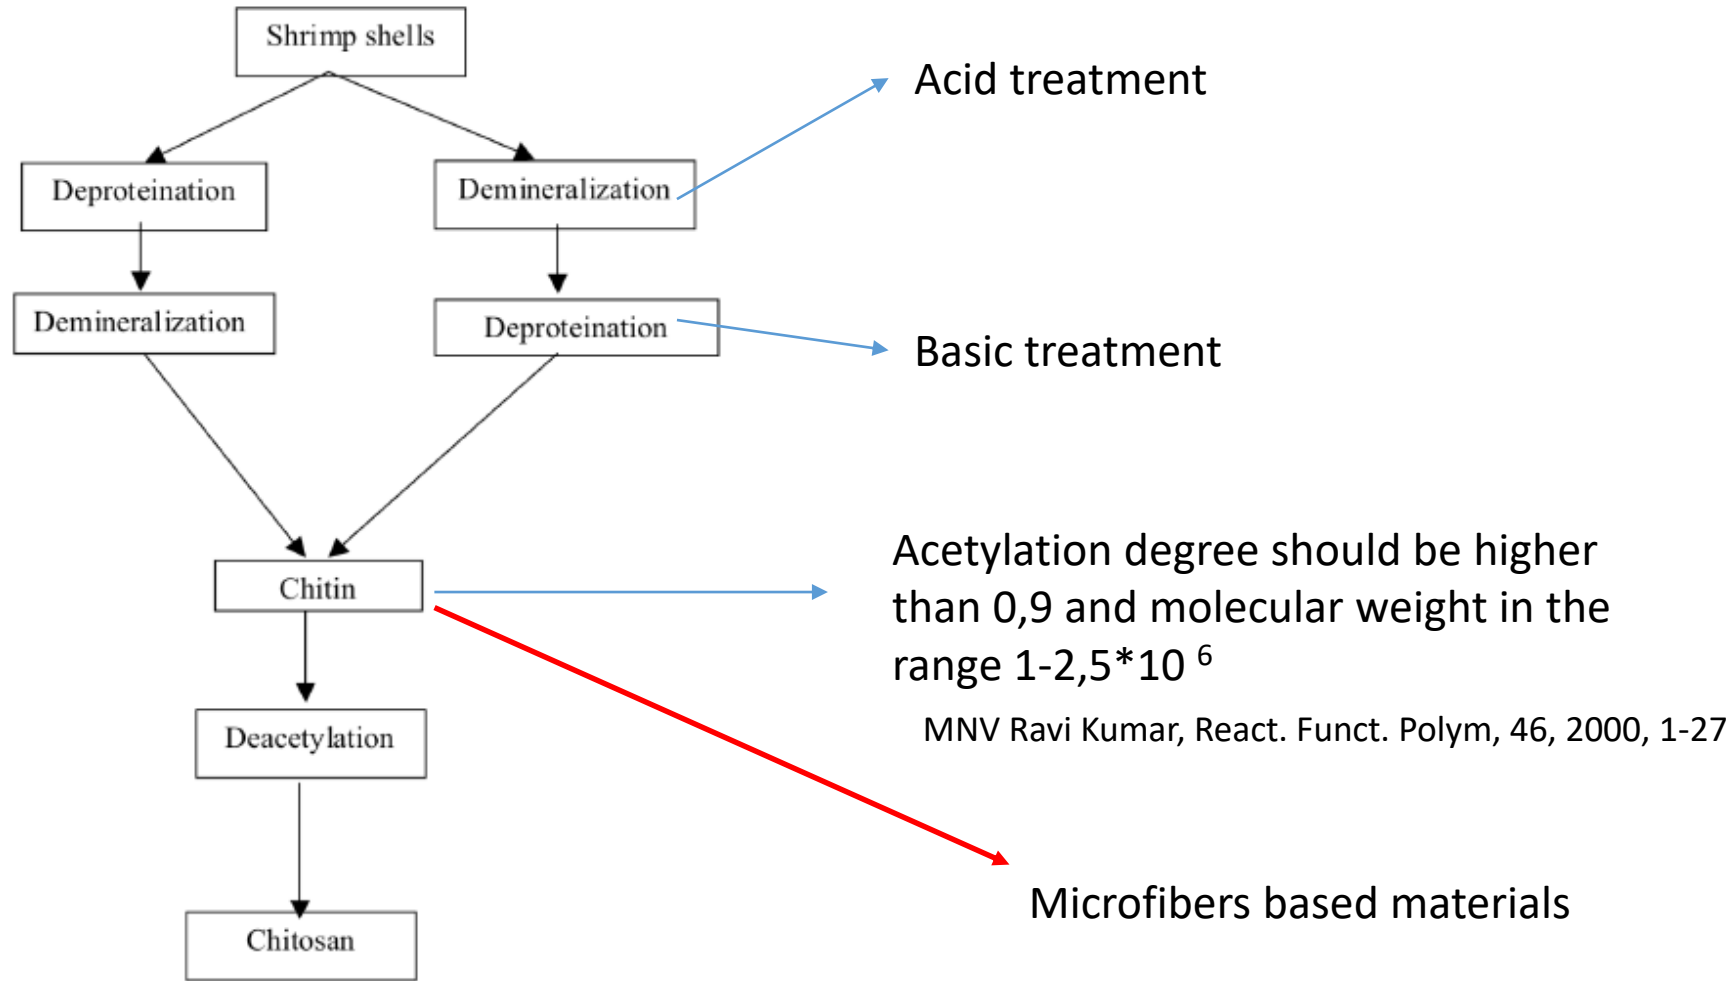 Shrimp shells
Acid treatment
Deproteination
Demineralization
Demineralization
Deproteination
Basic treatment
Acetylation degree should be higher
than 0,9 and molecular weight in the
range 1-2,5*10 ⁶
Chitin
MNV Ravi Kumar, React. Funct. Polym, 46, 2000, 1-27
Deacetylation
Microfibers based materials
Chitosan